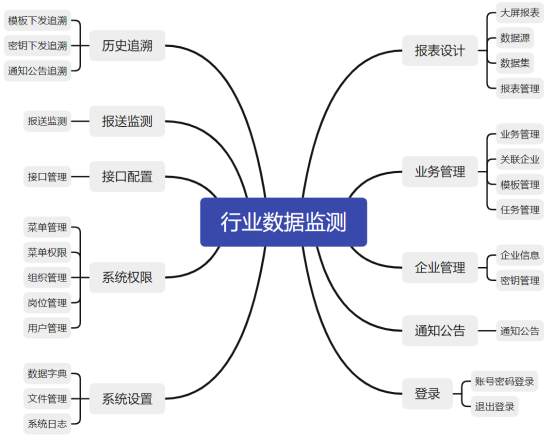 行业数据监测
历史追溯
模板下发追溯
密钥下发追溯
通知公告追溯
报送监测
报送监测
接口配置
接口管理
系统权限
菜单管理
菜单权限
组织管理
岗位管理
用户管理
系统设置
数据字典
文件管理
系统日志
报表设计
大屏报表
数据源
数据集
报表管理
业务管理
业务管理
关联企业
模板管理
任务管理
企业管理
企业信息
密钥管理
通知公告
通知公告
登录
账号密码登录
退出登录